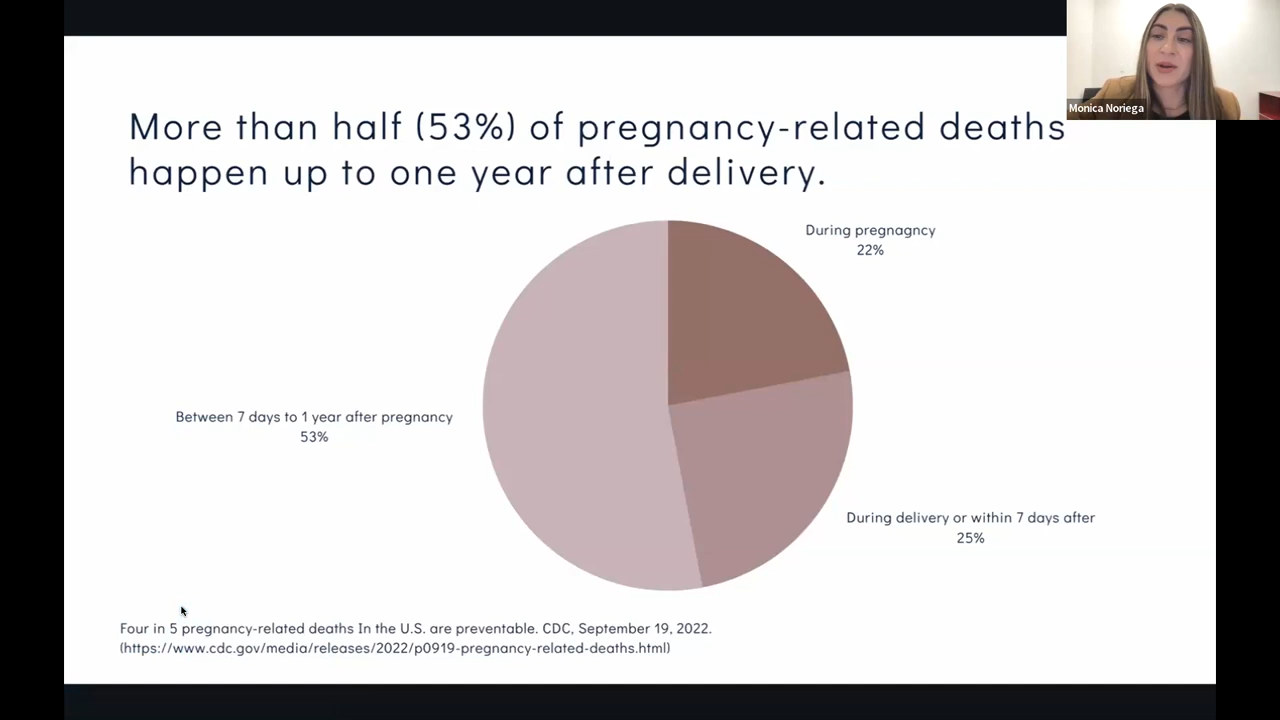 More than half (53%) of pregnancy-related deaths
happen up to one year after delivery.
Monica Noriega
During pregnagncy
22%
Between 7 days to 1 year after pregnancy
53%
During delivery or within 7 days after
25%
Four in 5 pregnancy-related deaths In the U.S. are preventable. CDC, September 19, 2022.
(https://www.cdc.gov/media/releases/2022/p0919-pregnancy-related-deaths.html)